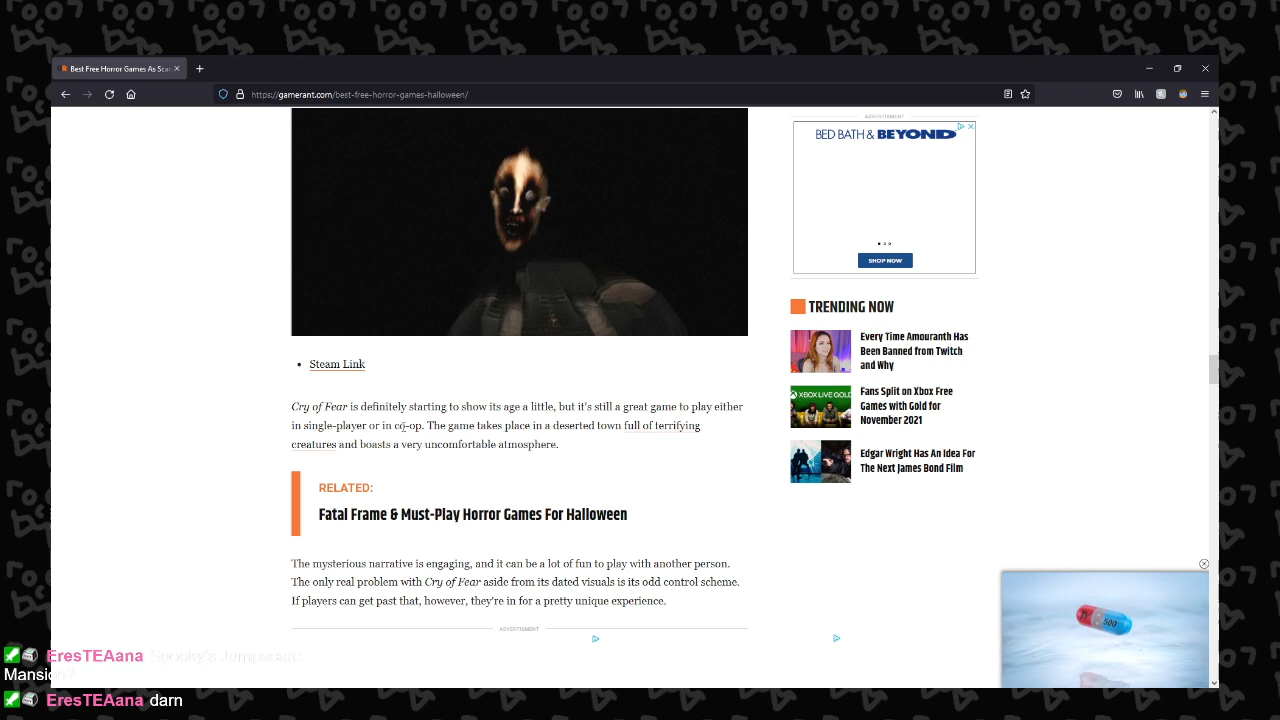 Best Free Horror Games As Sca
https://gamerant.com/best-free-horror-games-halloween/
ADVERTISEMENT
BED BATH & BEYOND
SHOP NOW
TRENDING NOW
Every Time Amouranth Has
Been Banned from Twitch
and Why
XBOX LIVE GOLD
Fans Split on Xbox Free
Games with Gold for
November 2021
Edgar Wright Has An Idea For
The Next James Bond Film
Steam Link
Cry of Fear is definitely starting to show its age a little, but it's still a great game to play either
in single-player or in co-op. The game takes place in a deserted town full of terrifying
creatures and boasts a very uncomfortable atmosphere.
RELATED:
Fatal Frame & Must-Play Horror Games For Halloween
The mysterious narrative is engaging, and it can be a lot of fun to play with another person.
The only real problem with Cry of Fear aside from its dated visuals is its odd control scheme.
If players can get past that, however, they're in for a pretty unique experience.
ADVERTISEMENT
500
EresTEAana Spooky's Jumpscare
Mansion?
EresTEAana darn